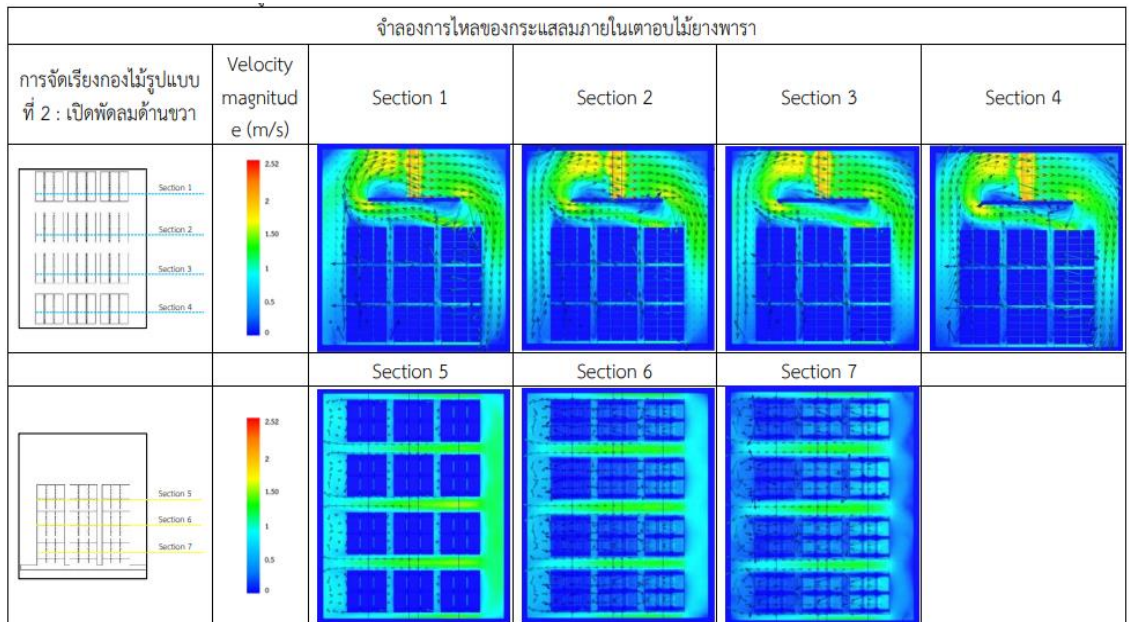 จำลองการไหลของกระแสลมภายในเตาอบไม้ยางพารา
การจัดเรียงกองไม้รูปแบบ
ที่ 2 : เปิดพัดลมด้านขวา
Velocity
magnitud
e (m/s)
Section 1
Section 2
Section 3
Section 4
Section 1
Section 2
Section 3
Section 4
2.52
2
1.50
1
0.5
0
Section 5
Section 6
Section 7
Section 5
Section 6
Section 7
2.52
2
1.50
1
0.5
0